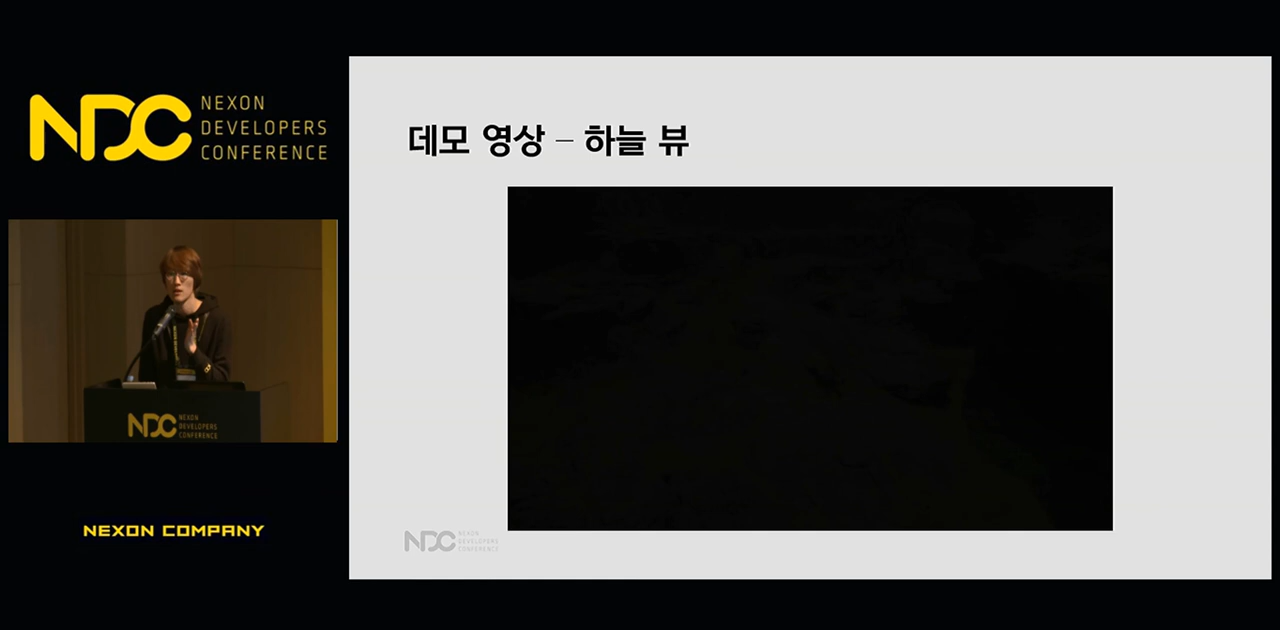 NDC
NEXON
DEVELOPERS
CONFERENCE
데모 영상 – 하늘 뷰
NDC
NEXON
DEVELOPERS
CONFERENCE
NEXON COMPANY
NDC
NEXON
DEVELOPERS
CONFERENCE